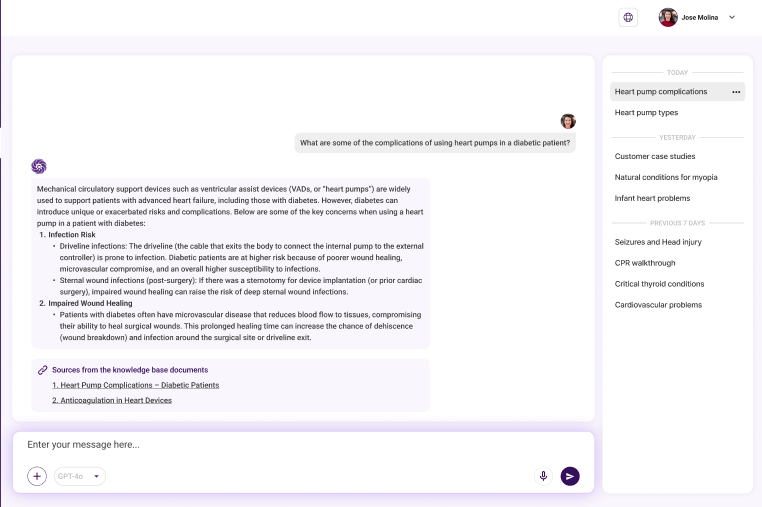 Jose Molina
What are some of the complications of using heart pumps in a diabetic patient?
Mechanical circulatory support devices such as ventricular assist devices (VADs, or "heart pumps") are widely
used to support patients with advanced heart failure, including those with diabetes. However, diabetes can
introduce unique or exacerbated risks and complications. Below are some of the key concerns when using a heart
pump in a patient with diabetes:
1. Infection Risk
• Driveline infections: The driveline (the cable that exits the body to connect the internal pump to the external
controller) is prone to infection. Diabetic patients are at higher risk because of poorer wound healing,
microvascular compromise, and an overall higher susceptibility to infections.
• Sternal wound infections (post-surgery): If there was a sternotomy for device implantation (or prior cardiac
surgery), impaired wound healing can raise the risk of deep sternal wound infections.
2. Impaired Wound Healing
• Patients with diabetes often have microvascular disease that reduces blood flow to tissues, compromising
their ability to heal surgical wounds. This prolonged healing time can increase the chance of dehiscence
(wound breakdown) and infection around the surgical site or driveline exit.
Sources from the knowledge base documents
1. Heart Pump Complications – Diabetic Patients
2. Anticoagulation in Heart Devices
Enter your message here...
GPT-4o
TODAY
Heart pump complications
Heart pump types
YESTERDAY
Customer case studies
Natural conditions for myopia
Infant heart problems
PREVIOUS 7 DAYS
Seizures and Head injury
CPR walkthrough
Critical thyroid conditions
Cardiovascular problems